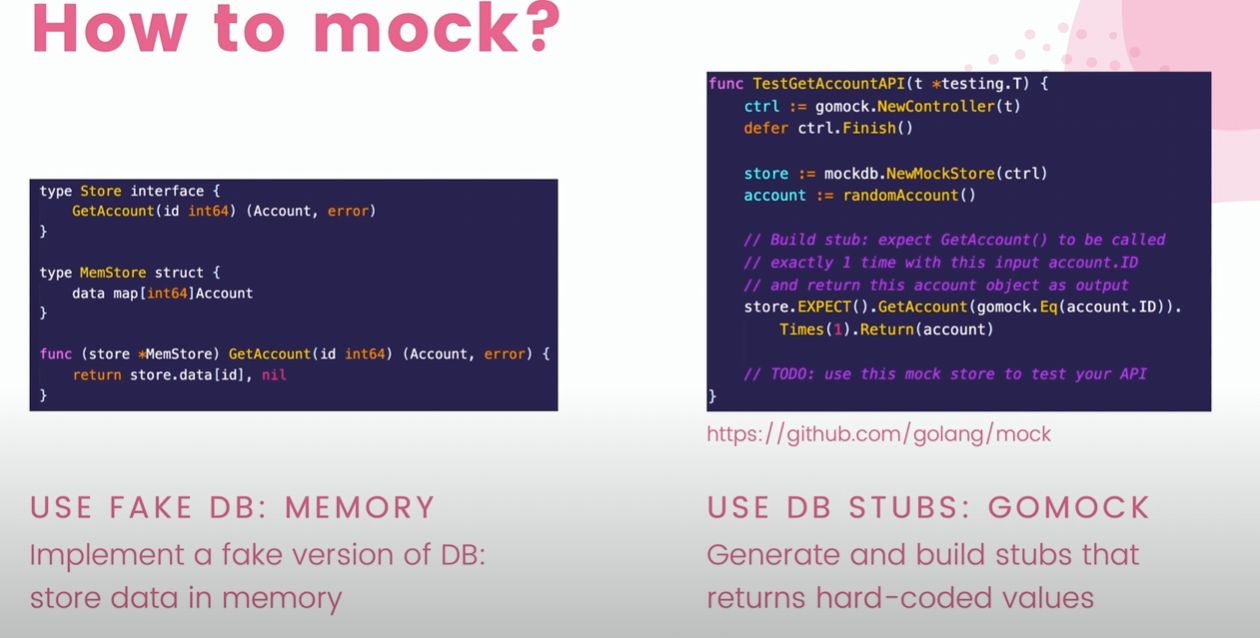 How to mock?
type Store interface {
    GetAccount(id int64) (Account, error)
}
type MemStore struct {
    data map[int64]Account
}
func (store *MemStore) GetAccount(id int64) (Account, error) {
    return store.data[id], nil
}
USE FAKE DB: MEMORY
Implement a fake version of DB:
store data in memory
func TestGetAccountAPI(t *testing.T) {
    ctrl := gomock.NewController(t)
    defer ctrl.Finish()
    store := mockdb.NewMockStore(ctrl)
    account := randomAccount()
    // Build stub: expect GetAccount() to be called
    // exactly 1 time with this input account.ID
    // and return this account object as output
    store.EXPECT().GetAccount(gomock.Eq(account.ID)).
        Times(1).Return(account)
    // TODO: use this mock store to test your API
}
https://github.com/golang/mock
USE DB STUBS: GOMOCK
Generate and build stubs that
returns hard-coded values